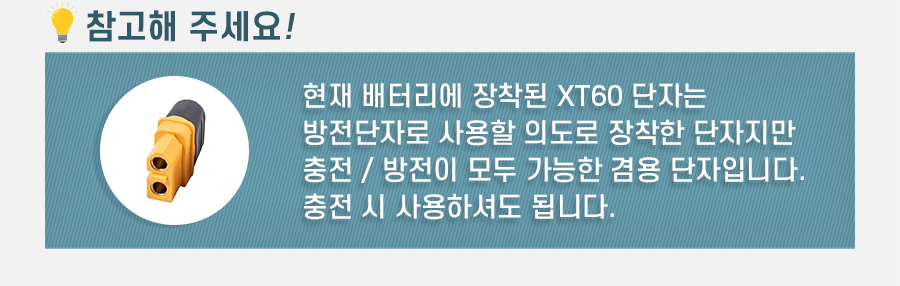 참고해 주세요!
현재 배터리에 장착된 XT60 단자는
방전단자로 사용할 의도로 장착한 단자지만
충전 / 방전이 모두 가능한 겸용 단자입니다.
충전 시 사용하셔도 됩니다.